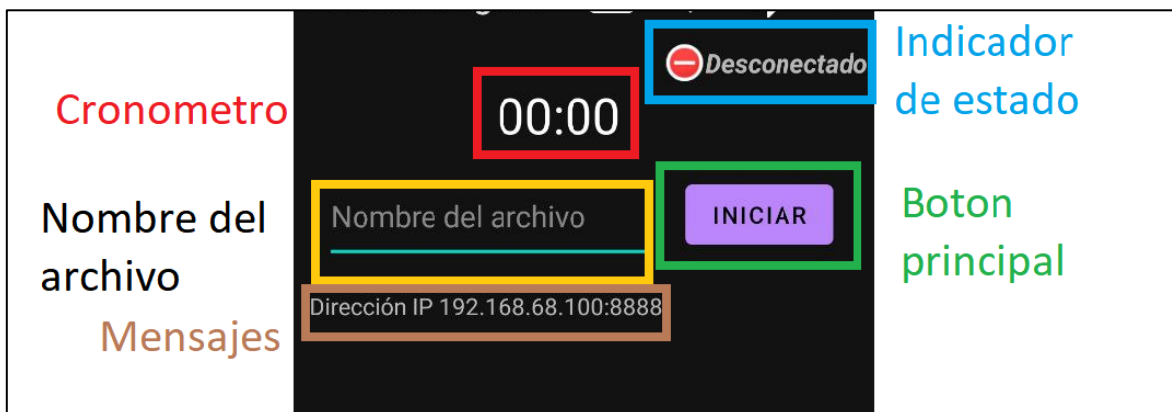 Desconectado
Indicador
de estado
Cronometro
00:00
Nombre del
archivo
Nombre del archivo
INICIAR
Boton
principal
Dirección IP 192.168.68.100:8888
Mensajes